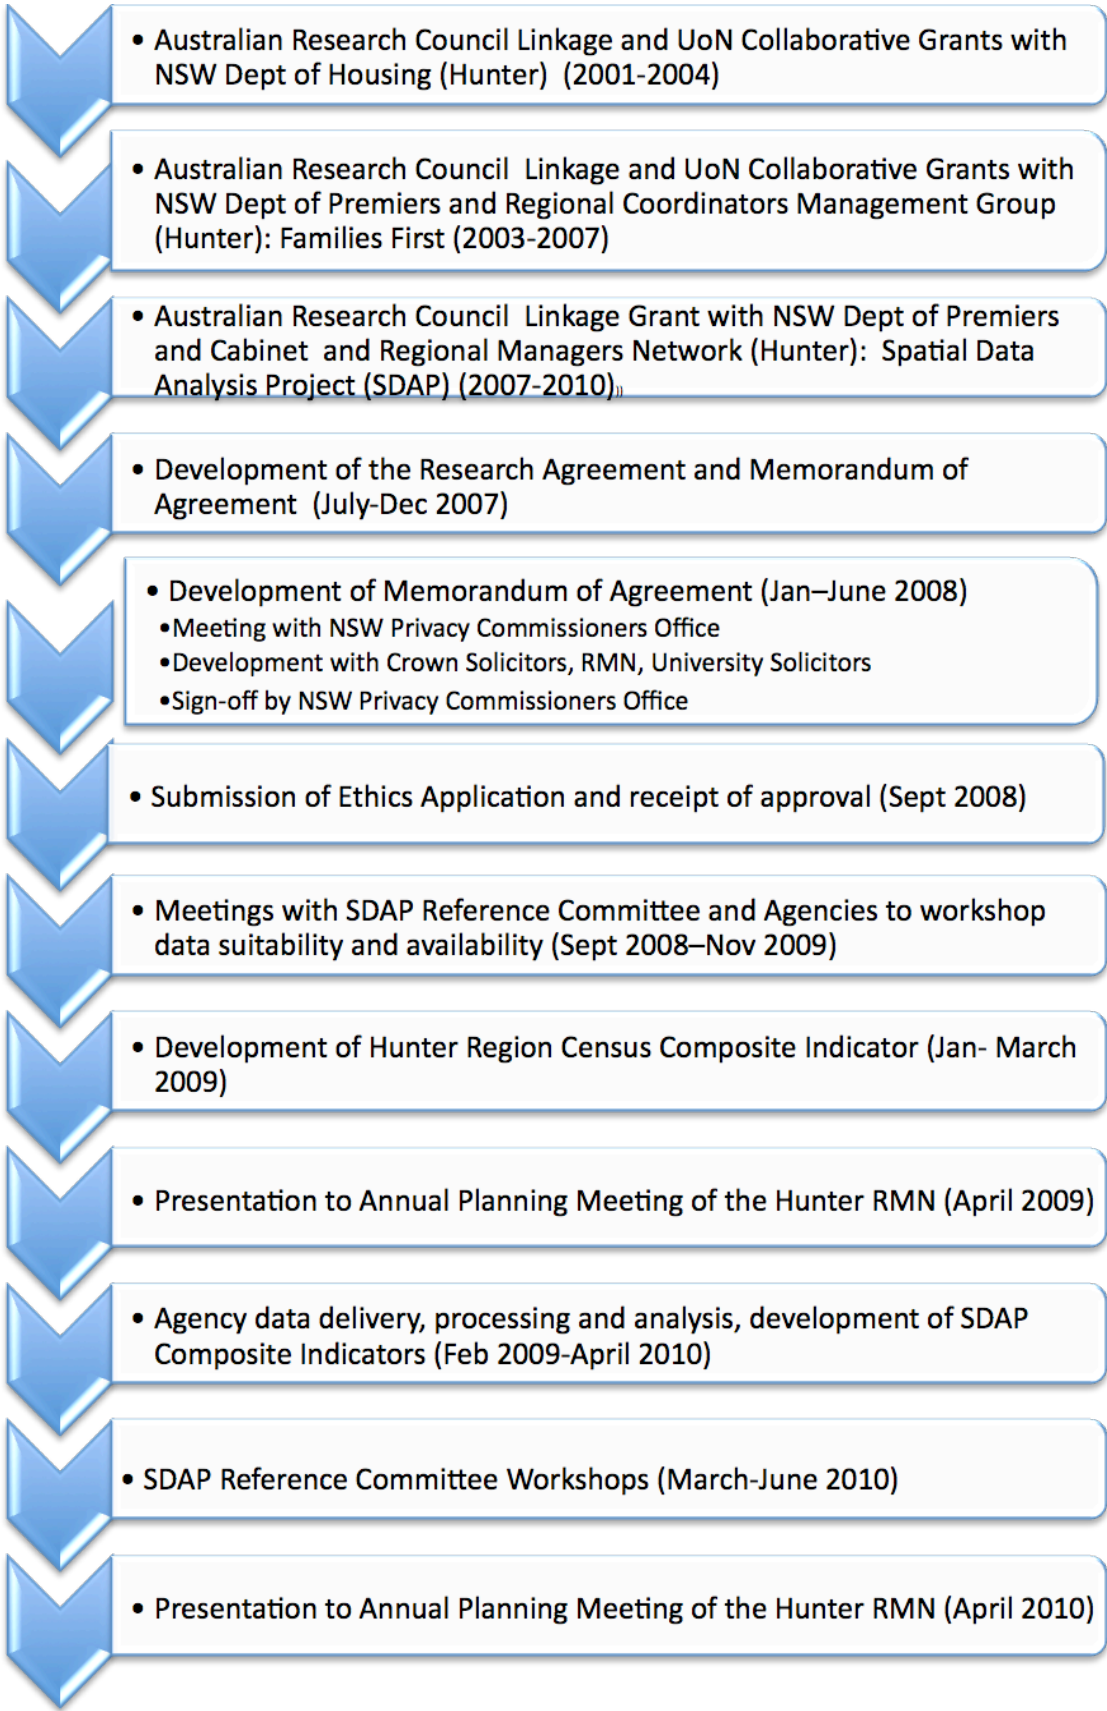 • Australian Research Council Linkage and UoN Collaborative Grants with
NSW Dept of Housing (Hunter) (2001-2004)
• Australian Research Council Linkage and UoN Collaborative Grants with
NSW Dept of Premiers and Regional Coordinators Management Group
(Hunter): Families First (2003-2007)
• Australian Research Council Linkage Grant with NSW Dept of Premiers
and Cabinet and Regional Managers Network (Hunter): Spatial Data
Analysis Project (SDAP) (2007-2010)))
• Development of the Research Agreement and Memorandum of
Agreement (July-Dec 2007)
• Development of Memorandum of Agreement (Jan–June 2008)
•Meeting with NSW Privacy Commissioners Office
•Development with Crown Solicitors, RMN, University Solicitors
•Sign-off by NSW Privacy Commissioners Office
• Submission of Ethics Application and receipt of approval (Sept 2008)
• Meetings with SDAP Reference Committee and Agencies to workshop
data suitability and availability (Sept 2008–Nov 2009)
• Development of Hunter Region Census Composite Indicator (Jan- March
2009)
• Presentation to Annual Planning Meeting of the Hunter RMN (April 2009)
• Agency data delivery, processing and analysis, development of SDAP
Composite Indicators (Feb 2009-April 2010)
• SDAP Reference Committee Workshops (March-June 2010)
• Presentation to Annual Planning Meeting of the Hunter RMN (April 2010)